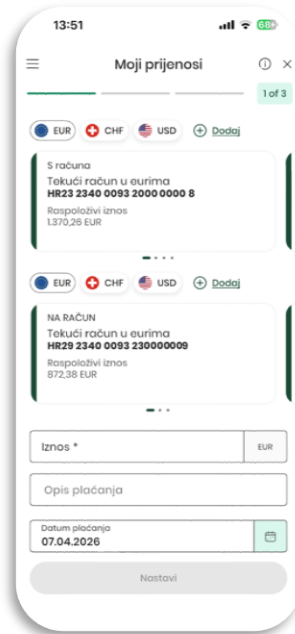 13:51
68
Moji prijenosi
1 of 3
EUR CHF USD Dodaj
S računa
Tekući račun u eurima
HR23 2340 0093 2000 0000 8
Raspoloživi iznos
1.370,26 EUR
EUR CHF USD Dodaj
NA RAČUN
Tekući račun u eurima
HR29 2340 0093 230000009
Raspoloživi iznos
872,38 EUR
Iznos * EUR
Opis plaćanja
Datum plaćanja
07.04.2026
Nastavi